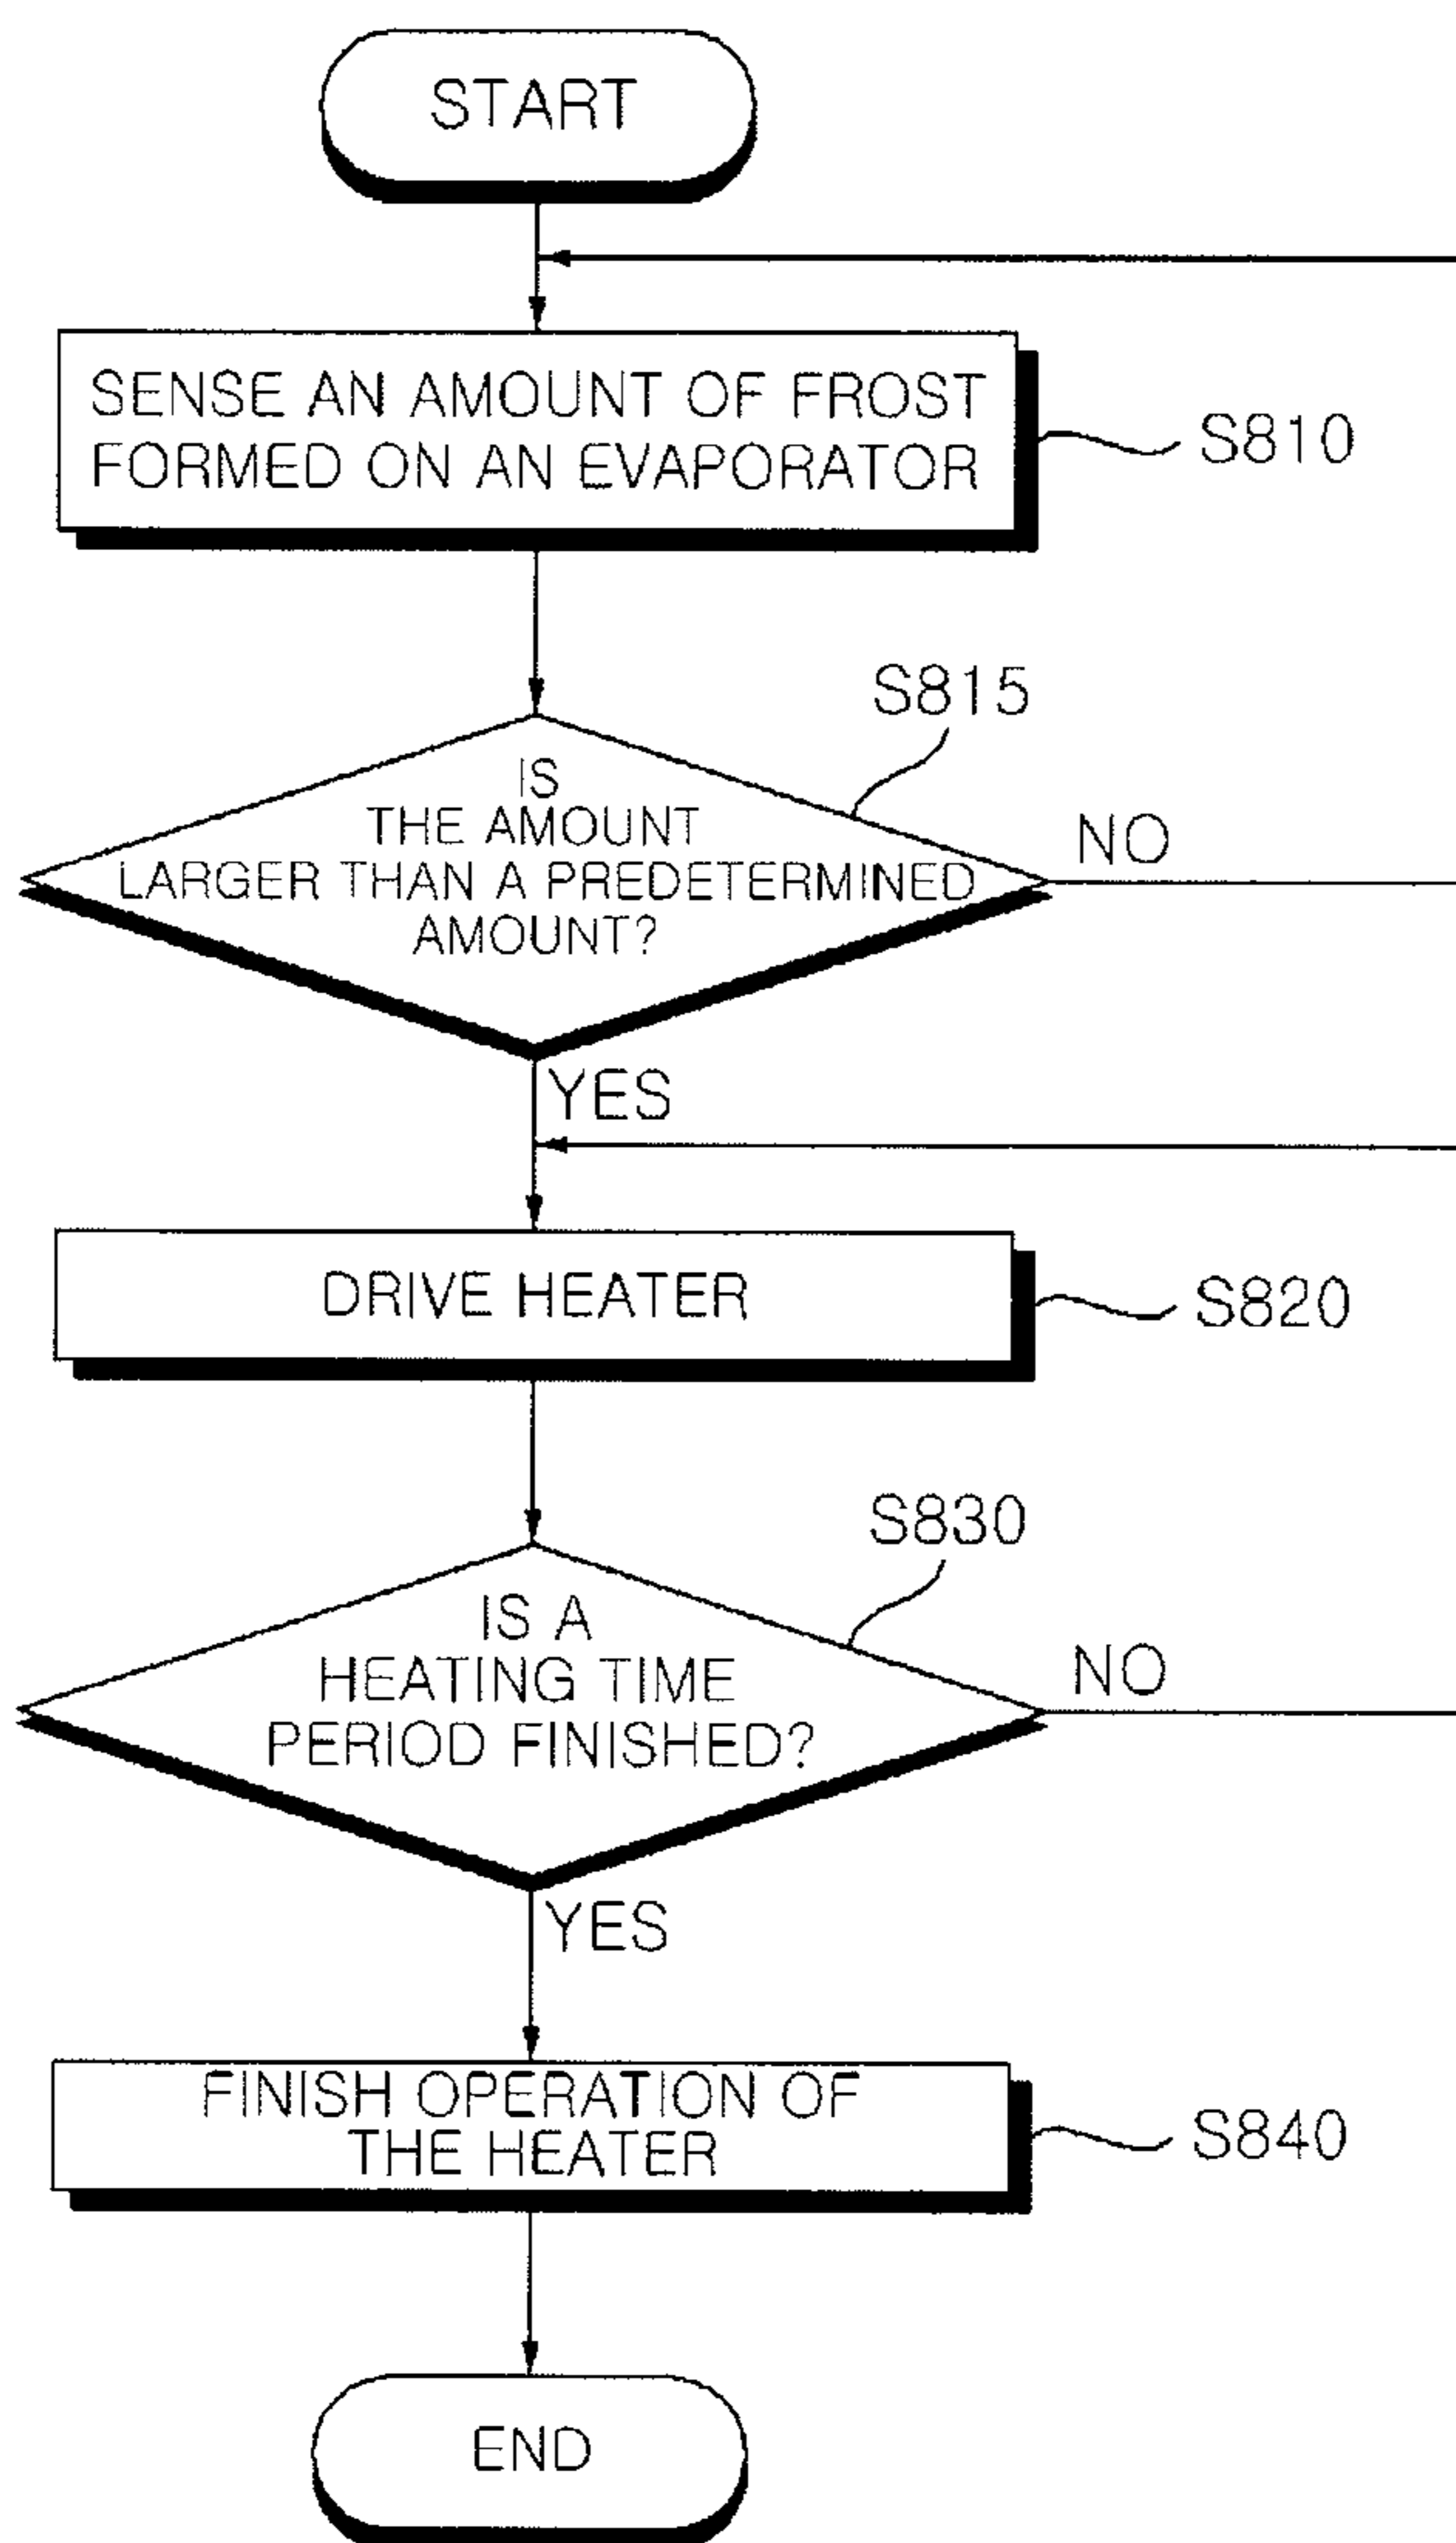 START
SENSE AN AMOUNT OF FROST
FORMED ON AN EVAPORATOR
S810
S815
IS
THE AMOUNT
LARGER THAN A PREDETERMINED
AMOUNT?
NO
YES
DRIVE HEATER
S820
S830
IS A
HEATING TIME
PERIOD FINISHED?
NO
YES
FINISH OPERATION OF
THE HEATER
S840
END